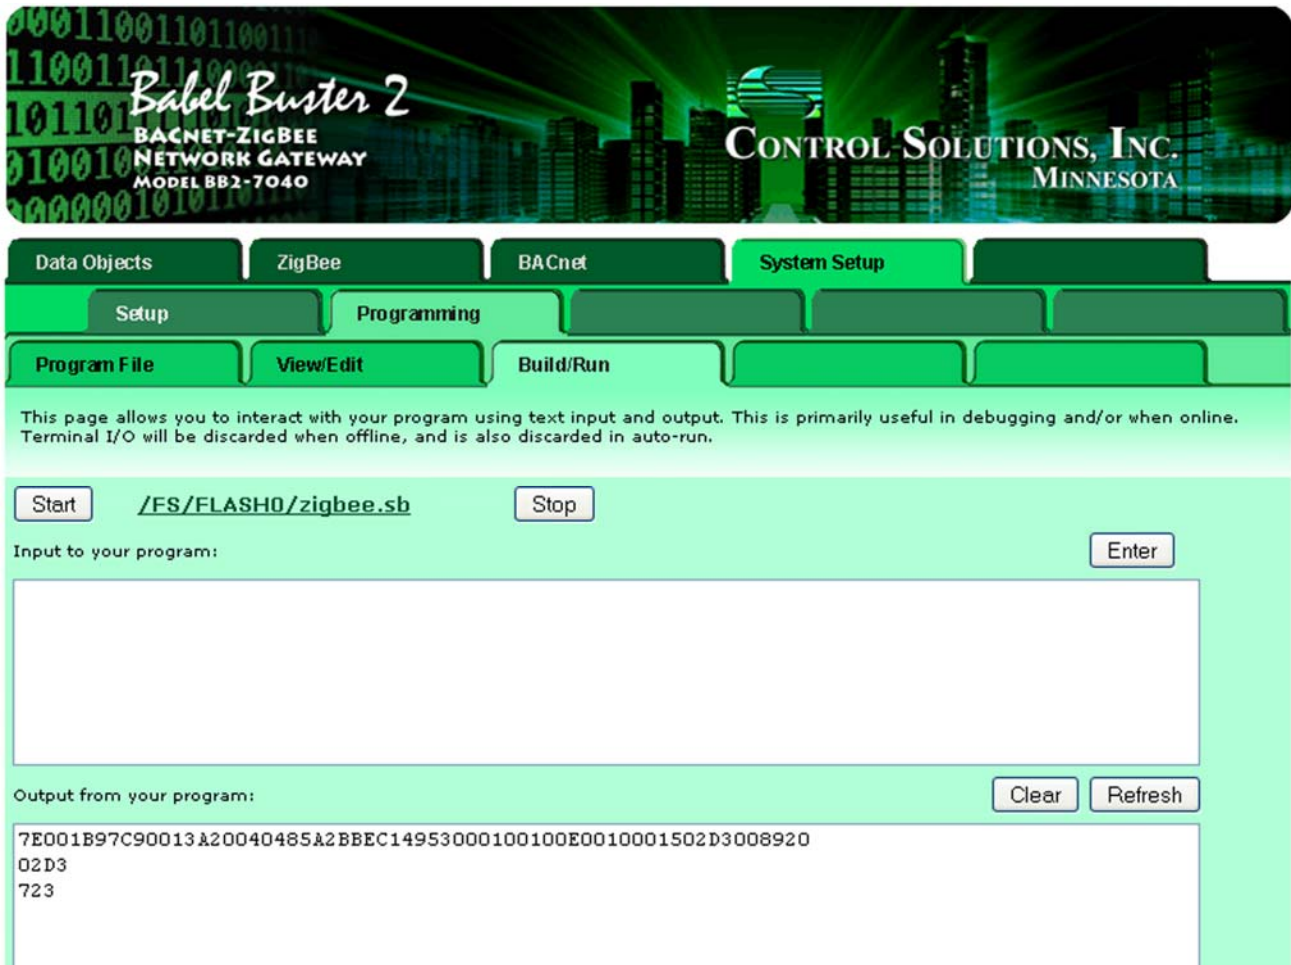 Babel Buster 2
BACNET-ZIGBEE
NETWORK GATEWAY
MODEL BB2-7040
CONTROL SOLUTIONS, INC.
MINNESOTA
Data Objects ZigBee BACnet System Setup
Setup Programming
Program File View/Edit Build/Run
This page allows you to interact with your program using text input and output. This is primarily useful in debugging and/or when online.
Terminal I/O will be discarded when offline, and is also discarded in auto-run.
Start /FS/FLASH0/zigbee.sb Stop
Input to your program: Enter
Output from your program: Clear Refresh
7E001B97C90013A20040485A2BBEC14953000100100E0010001502D3008920
02D3
723